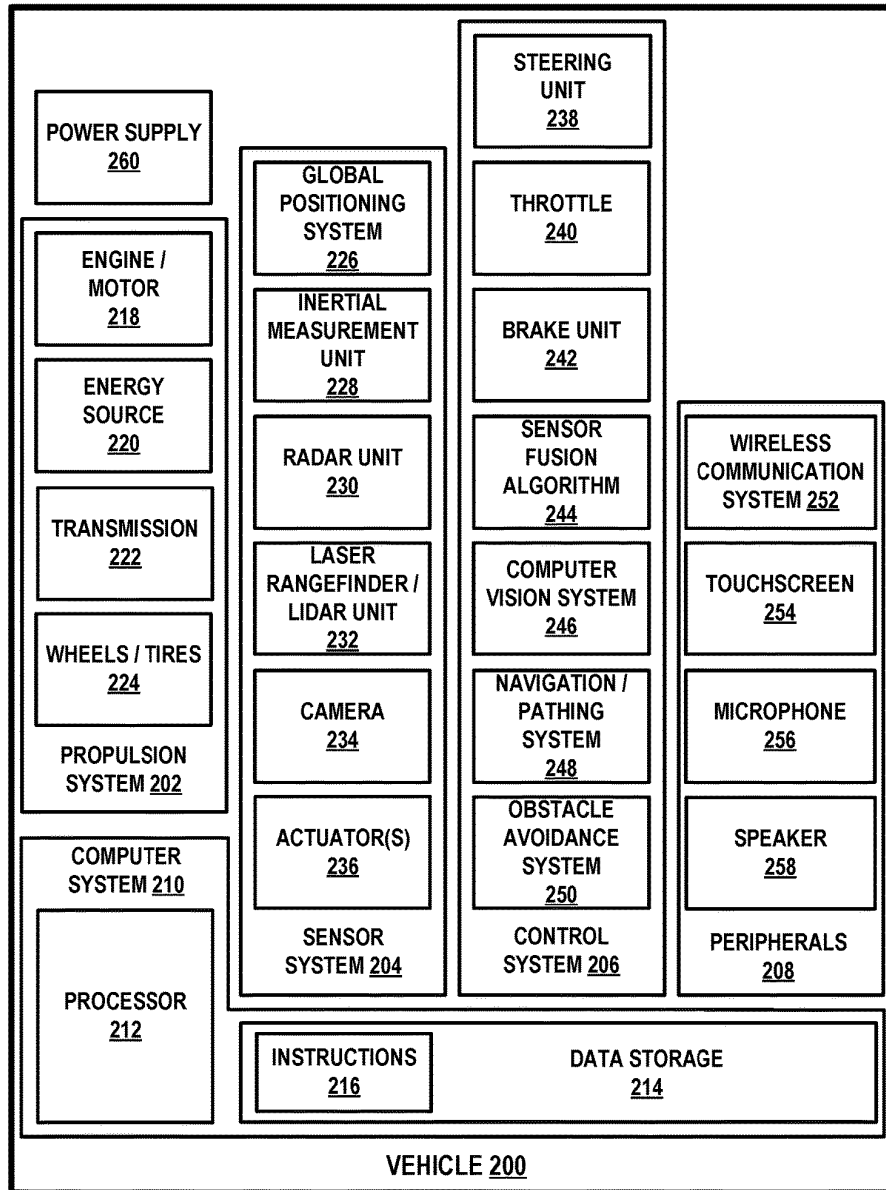 POWER SUPPLY
260
ENGINE /
MOTOR
218
ENERGY
SOURCE
220
TRANSMISSION
222
WHEELS / TIRES
224
PROPULSION
SYSTEM 202
GLOBAL
POSITIONING
SYSTEM
226
INERTIAL
MEASUREMENT
UNIT
228
RADAR UNIT
230
LASER
RANGEFINDER /
LIDAR UNIT
232
CAMERA
234
ACTUATOR(S)
236
SENSOR
SYSTEM 204
STEERING
UNIT
238
THROTTLE
240
BRAKE UNIT
242
SENSOR
FUSION
ALGORITHM
244
COMPUTER
VISION SYSTEM
246
NAVIGATION /
PATHING
SYSTEM
248
OBSTACLE
AVOIDANCE
SYSTEM
250
CONTROL
SYSTEM 206
WIRELESS
COMMUNICATION
SYSTEM 252
TOUCHSCREEN
254
MICROPHONE
256
SPEAKER
258
PERIPHERALS
208
COMPUTER
SYSTEM 210
PROCESSOR
212
INSTRUCTIONS
216
DATA STORAGE
214
VEHICLE 200